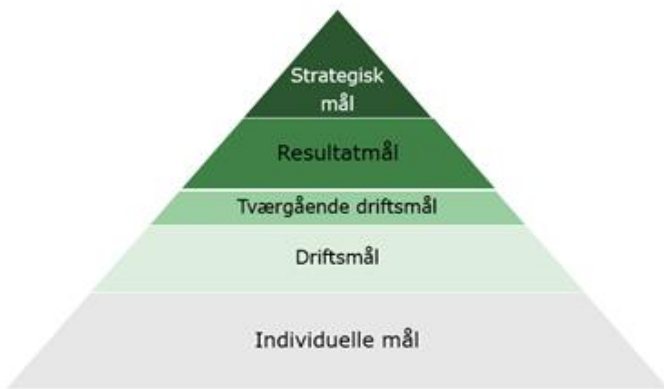 Strategisk
mål
Resultatmål
Tværgående driftsmål
Driftsmål
Individuelle mål